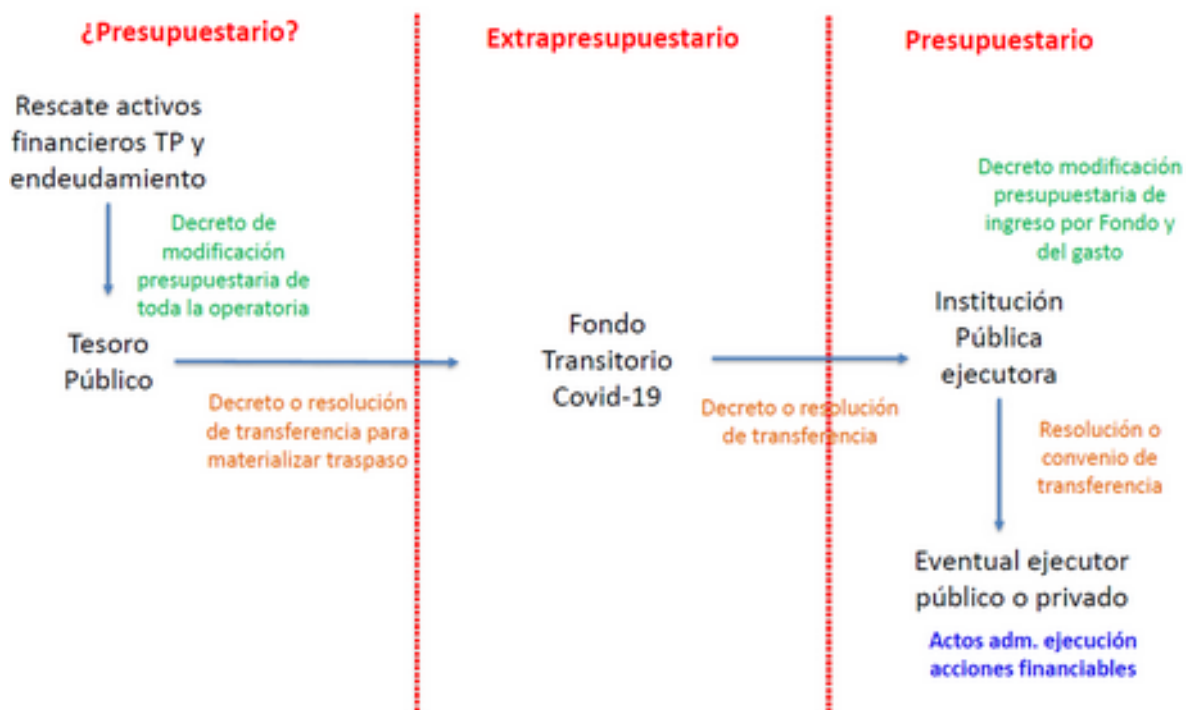 ¿Presupuestario?
Extrapresupuestario
Presupuestario
Rescate activos
financieros TP y
endeudamiento
Decreto de
modificación
presupuestaria de
toda la operatoria
Tesoro
Público
Decreto o resolución
de transferencia para
materializar traspaso
Fondo
Transitorio
Covid-19
Decreto o resolución
de transferencia
Decreto modificación
presupuestaria de
ingreso por Fondo y
del gasto
Institución
Pública
ejecutora
Resolución o
convenio de
transferencia
Eventual ejecutor
público o privado
Actos adm. ejecución
acciones financiables